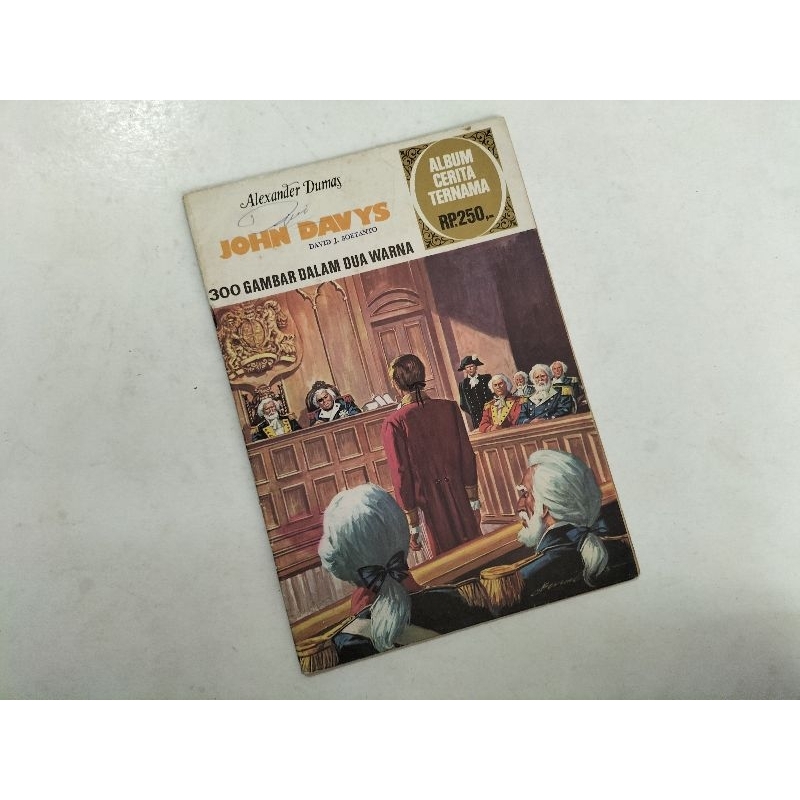 Alexander Dumas
JOHN DAVYS
DAVID J. SOETANTO
300 GAMBAR DALAM DUA WARNA
ALBUM
CERITA
TERNAMA
RP.250,-